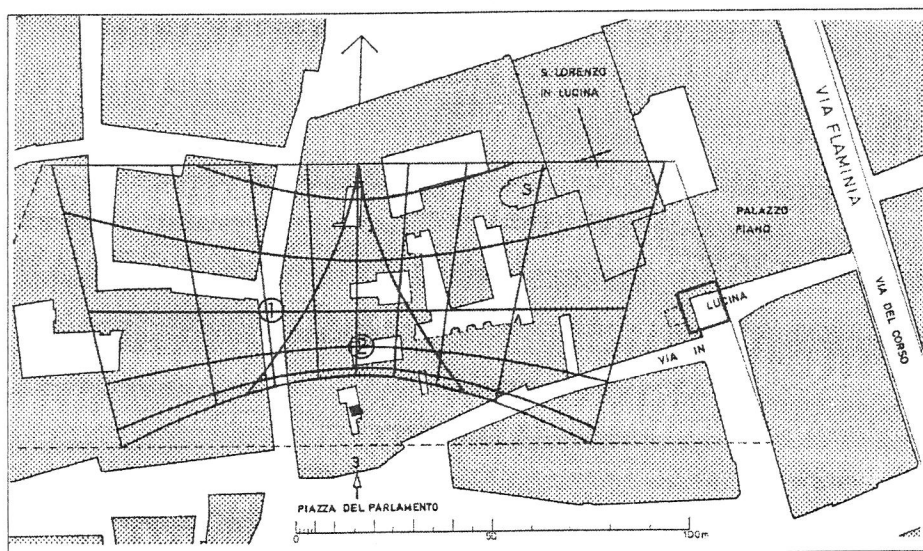 S. LORENZO
IN LUCINA
VIA FLAMINIA
S
PALAZZO
FIANO
1
LUCINA
VIA IN
VIA DEL CORSO
2
3
PIAZZA DEL PARLAMENTO
0
50
100m